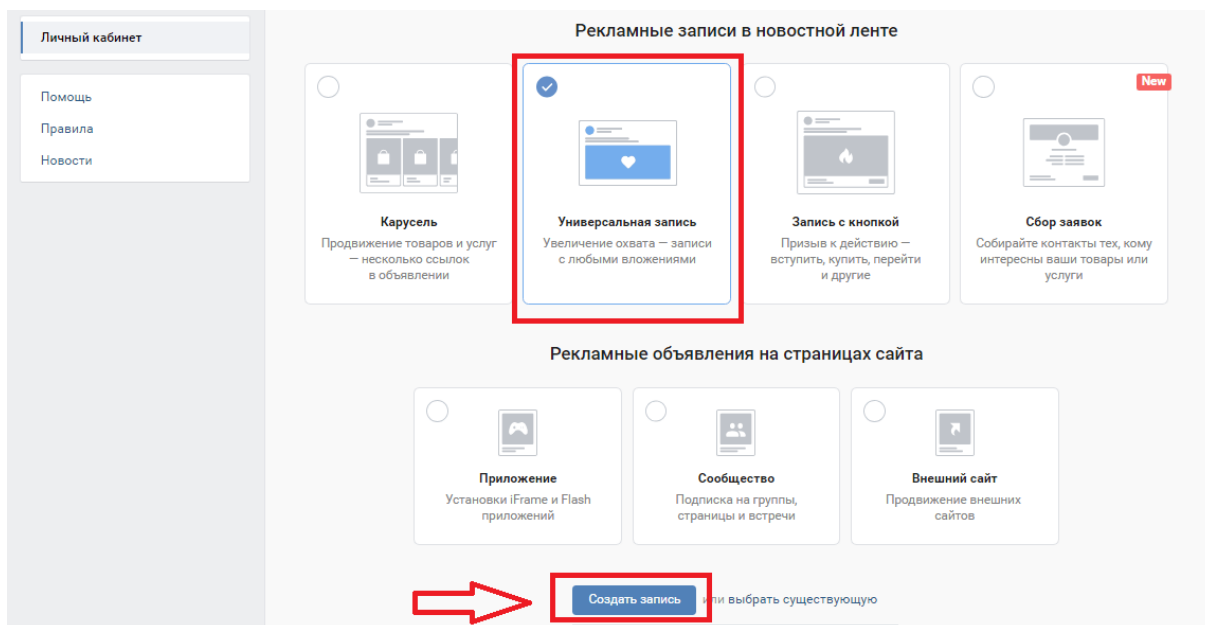 Личный кабинет
Помощь
Правила
Новости
Рекламные записи в новостной ленте
Карусель
Продвижение товаров и услуг
— несколько ссылок
в объявлении
Универсальная запись
Увеличение охвата — записи
с любыми вложениями
Запись с кнопкой
Призыв к действию —
вступить, купить, перейти
и другие
New
Сбор заявок
Собирайте контакты тех, кому
интересны ваши товары или
услуги
Рекламные объявления на страницах сайта
Приложение
Установки iFrame и Flash
приложений
Сообщество
Подписка на группы,
страницы и встречи
Внешний сайт
Продвижение внешних
сайтов
Создать запись или выбрать существующую